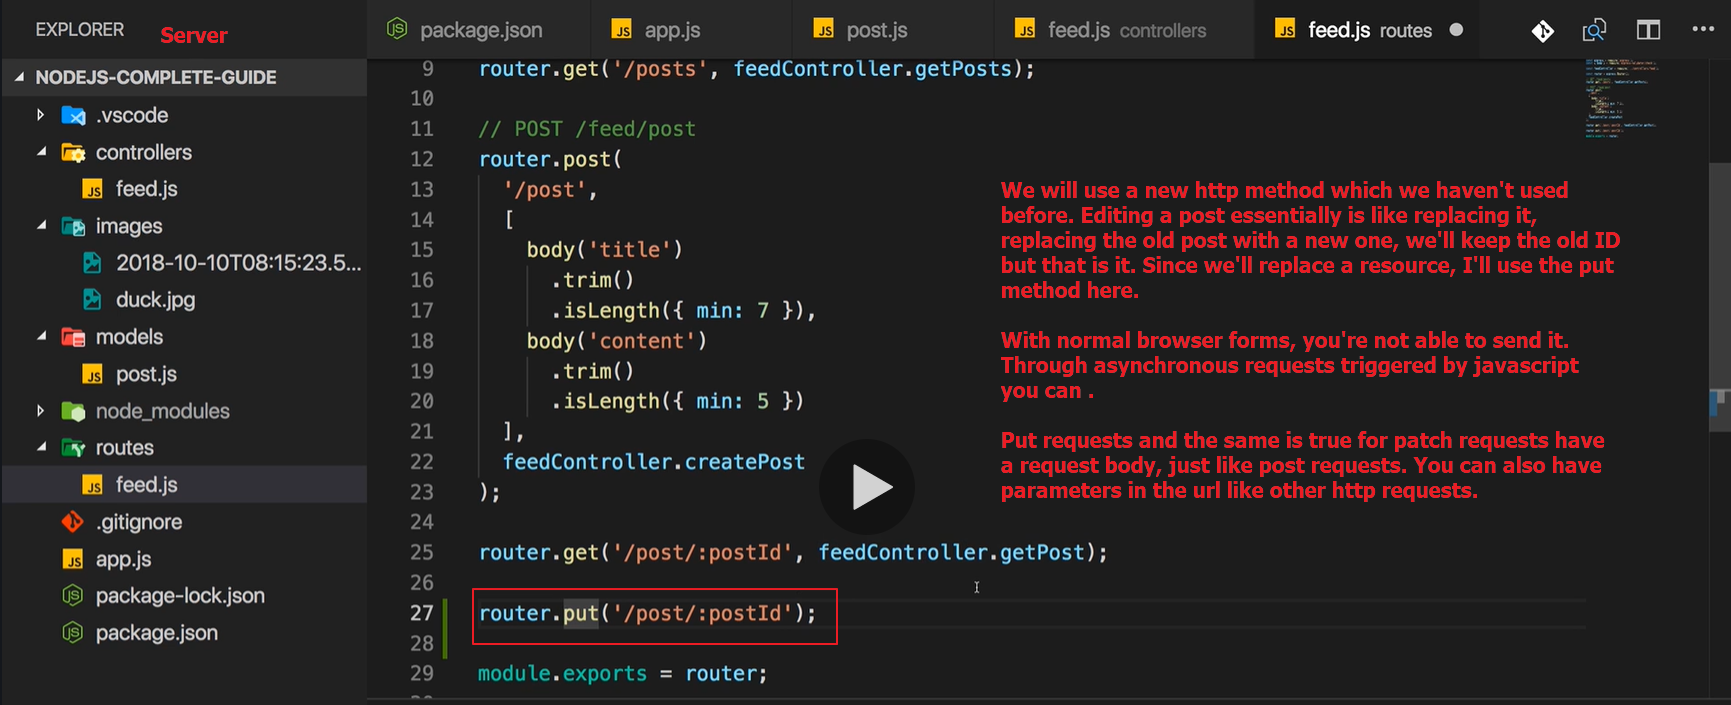 EXPLORER
Server
package.json
app.js
post.js
feed.js controllers
feed.js routes
NODEJS-COMPLETE-GUIDE
.vscode
controllers
feed.js
images
2018-10-10T08:15:23.5...
duck.jpg
models
post.js
node_modules
routes
feed.js
.gitignore
app.js
package-lock.json
package.json
9 router.get('/posts', feedController.getPosts);
10
11 // POST /feed/post
12 router.post(
13 '/post',
14 [
15 body('title')
16 .trim()
17 .isLength({ min: 7 }),
18 body('content')
19 .trim()
20 .isLength({ min: 5 })
21 ],
22 feedController.createPost
23 );
24
25 router.get('/post/:postId', feedController.getPost);
26
27 router.put('/post/:postId');
28
29 module.exports = router;
We will use a new http method which we haven't used
before. Editing a post essentially is like replacing it,
replacing the old post with a new one, we'll keep the old ID
but that is it. Since we'll replace a resource, I'll use the put
method here.
With normal browser forms, you're not able to send it.
Through asynchronous requests triggered by javascript
you can .
Put requests and the same is true for patch requests have
a request body, just like post requests. You can also have
parameters in the url like other http requests.